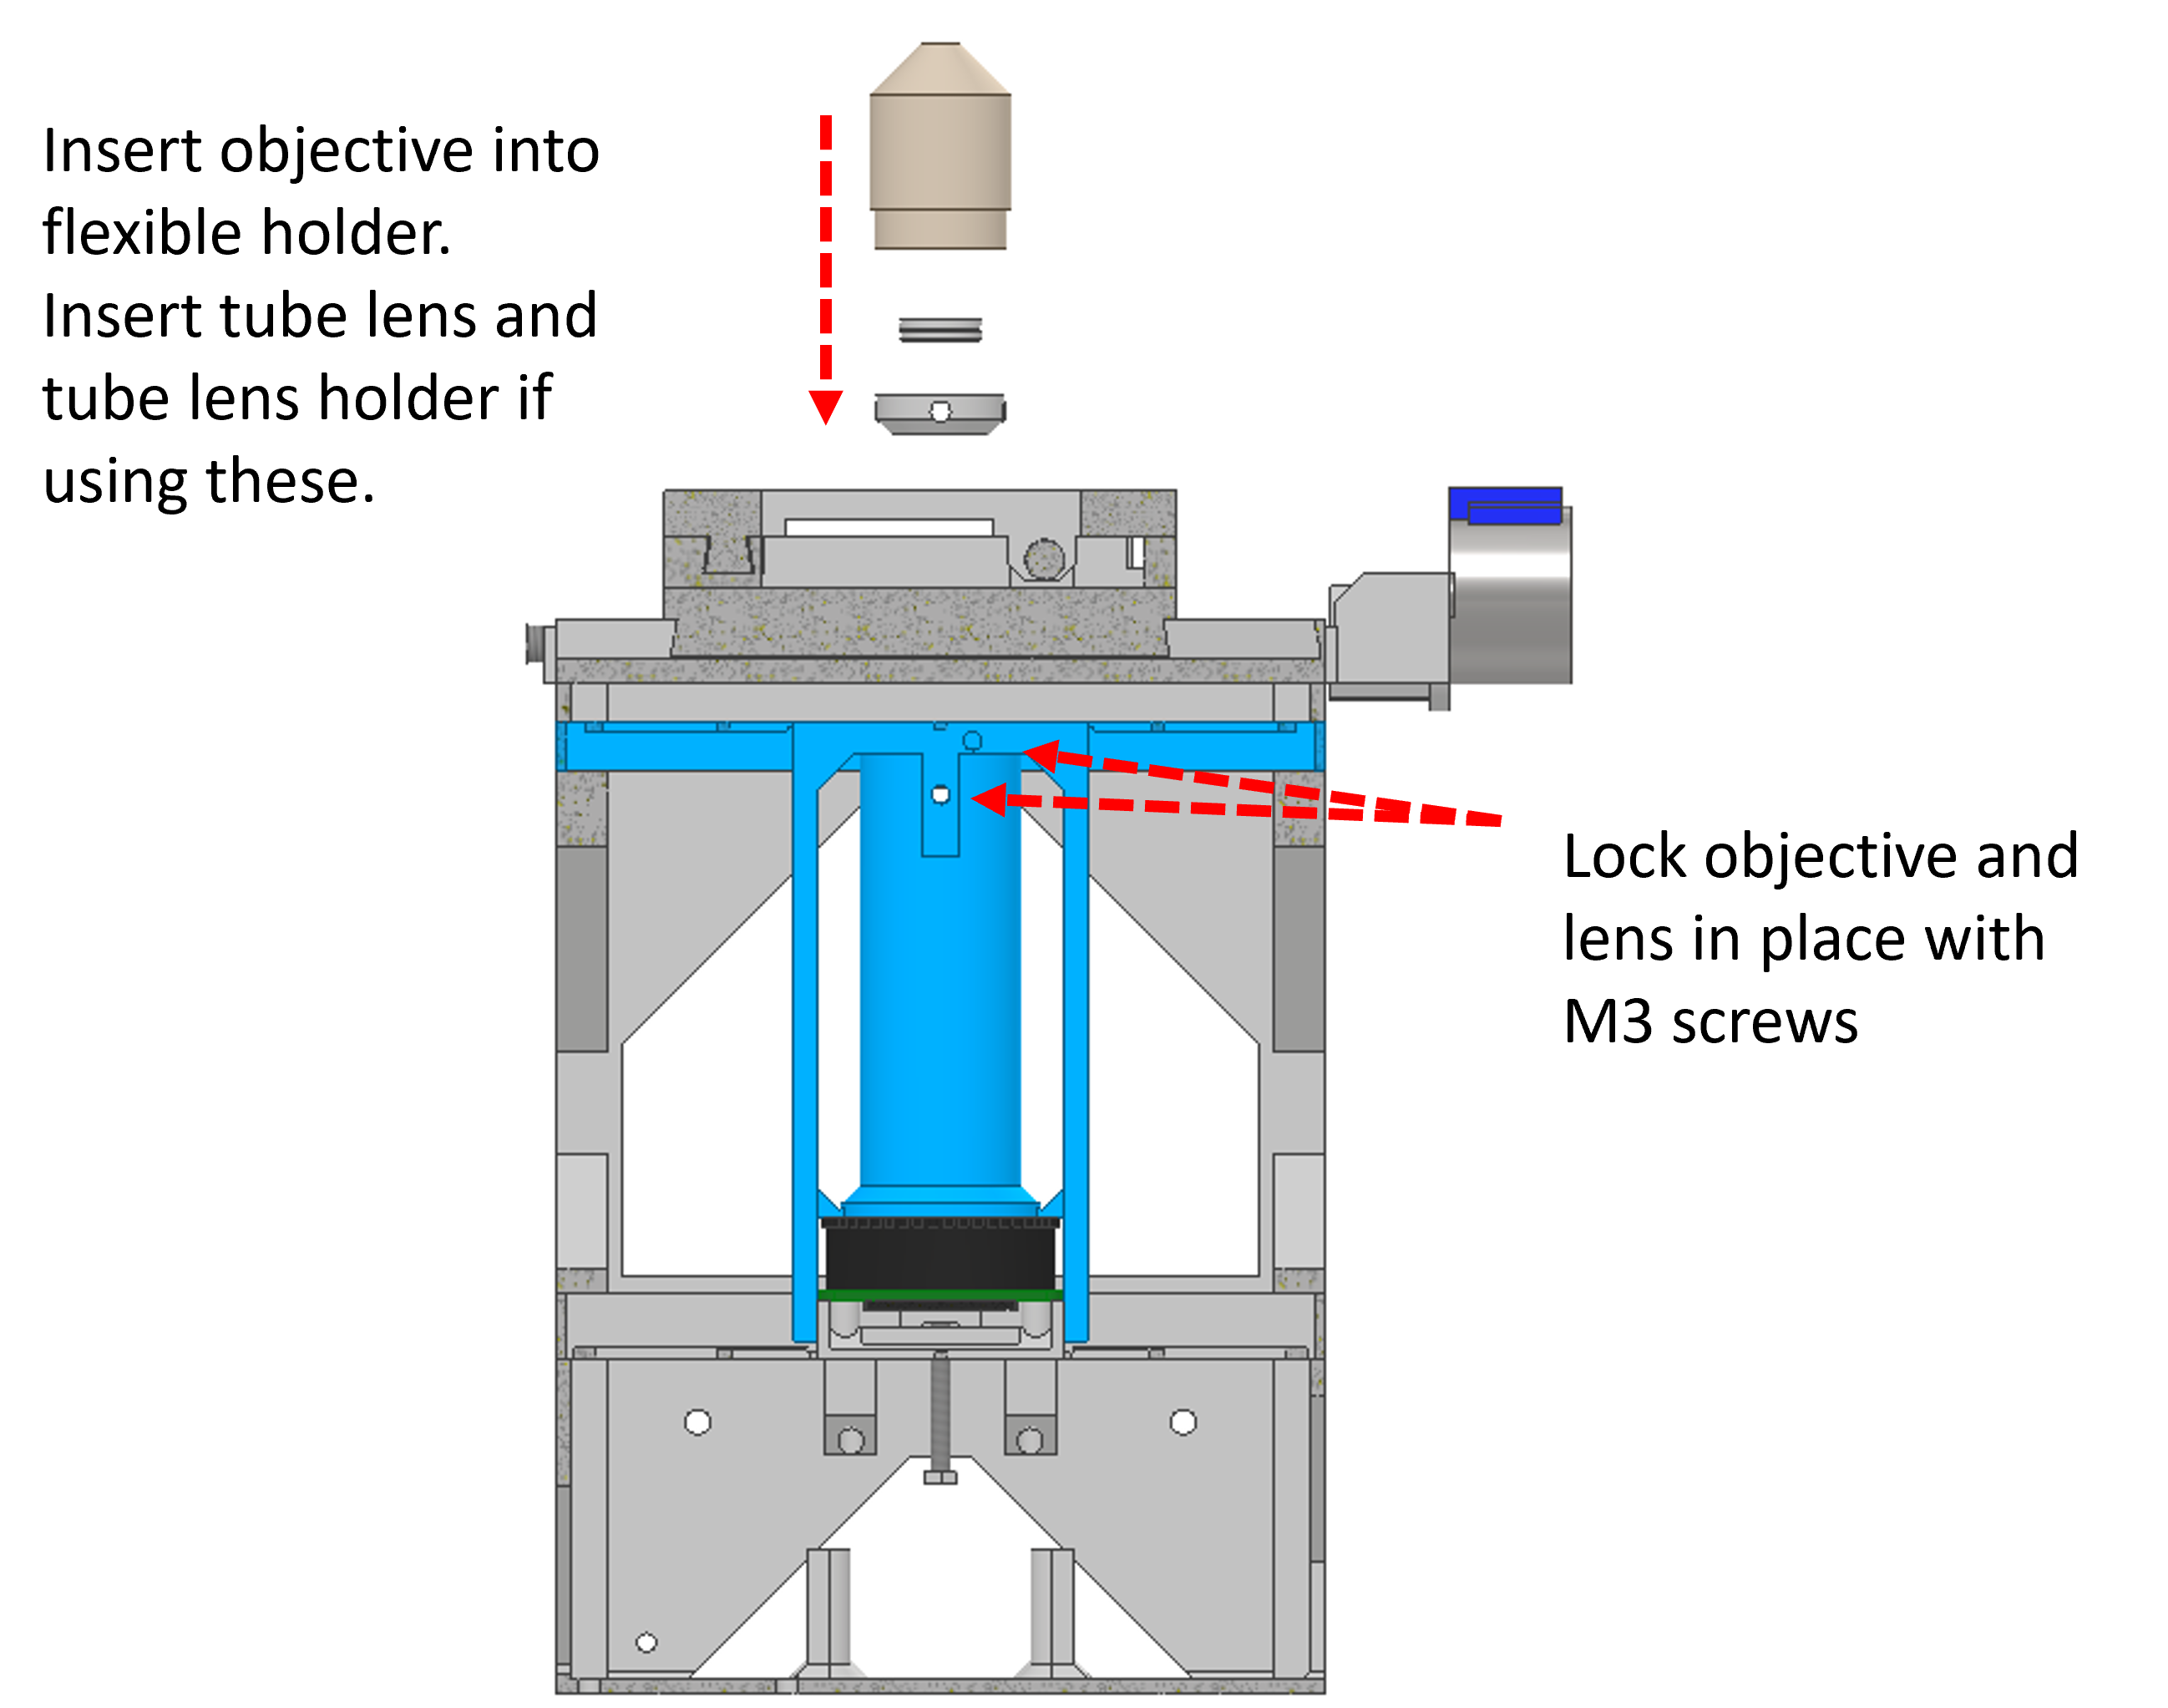 Insert objective into
flexible holder.
Insert tube lens and
tube lens holder if
using these.
Lock objective and
lens in place with
M3 screws